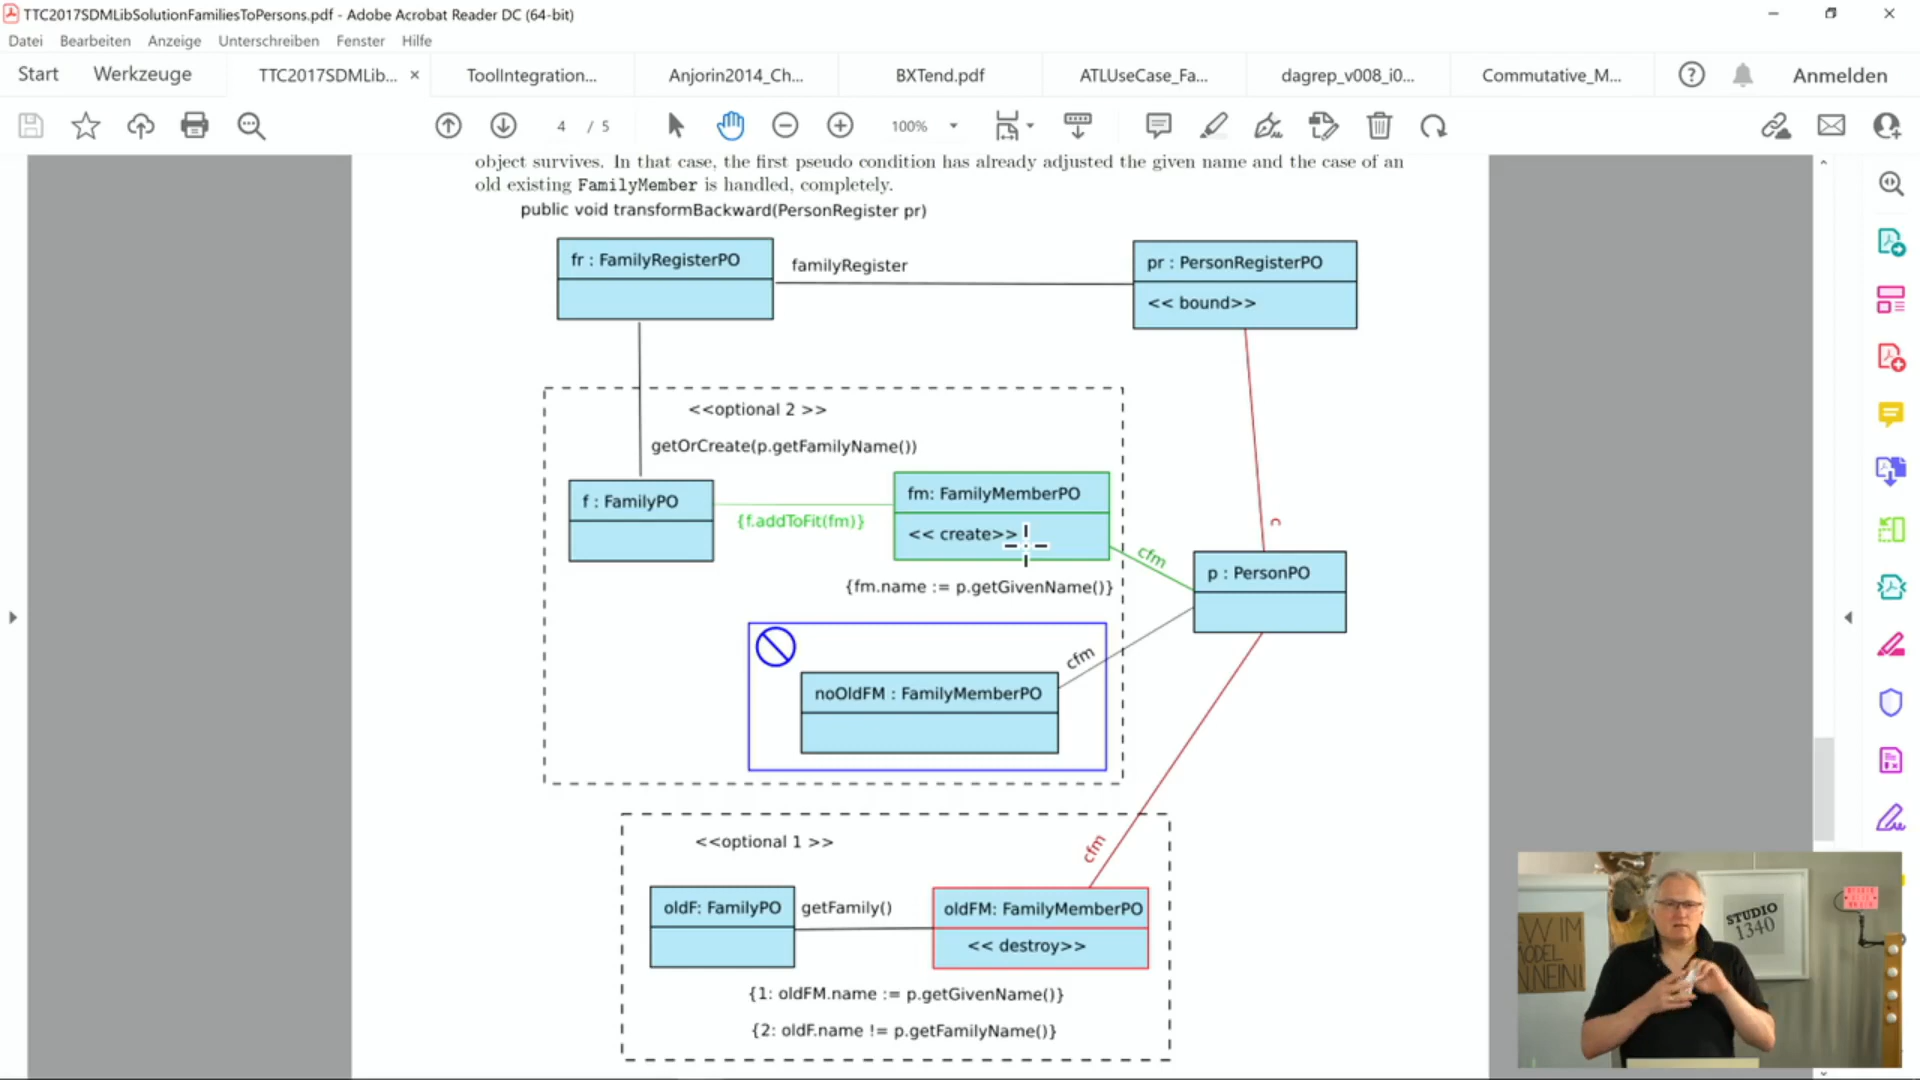 TTC2017SDMLibSolutionFamiliesToPersons.pdf - Adobe Acrobat Reader DC (64-bit)
Datei Bearbeiten Anzeige Unterschreiben Fenster Hilfe
Start Werkzeuge TTC2017SDMLib... × ToolIntegration... Anjorin2014_Ch... BXTend.pdf ATLUseCase_Fa... dagrep_v008_i0... Commutative_M... Anmelden
4 / 5 100%
object survives. In that case, the first pseudo condition has already adjusted the given name and the case of an
old existing FamilyMember is handled, completely.
public void transformBackward(PersonRegister pr)
fr : FamilyRegisterPO
familyRegister
pr : PersonRegisterPO
<< bound>>
<<optional 2 >>
getOrCreate(p.getFamilyName())
f : FamilyPO
{f.addToFit(fm)}
fm: FamilyMemberPO
<< create>>
cfm
{fm.name := p.getGivenName()}
p : PersonPO
cfm
noOldFM : FamilyMemberPO
<<optional 1 >>
cfm
oldF: FamilyPO
getFamily()
oldFM: FamilyMemberPO
<< destroy>>
{1: oldFM.name := p.getGivenName()}
{2: oldF.name != p.getFamilyName()}
STUDIO
1340